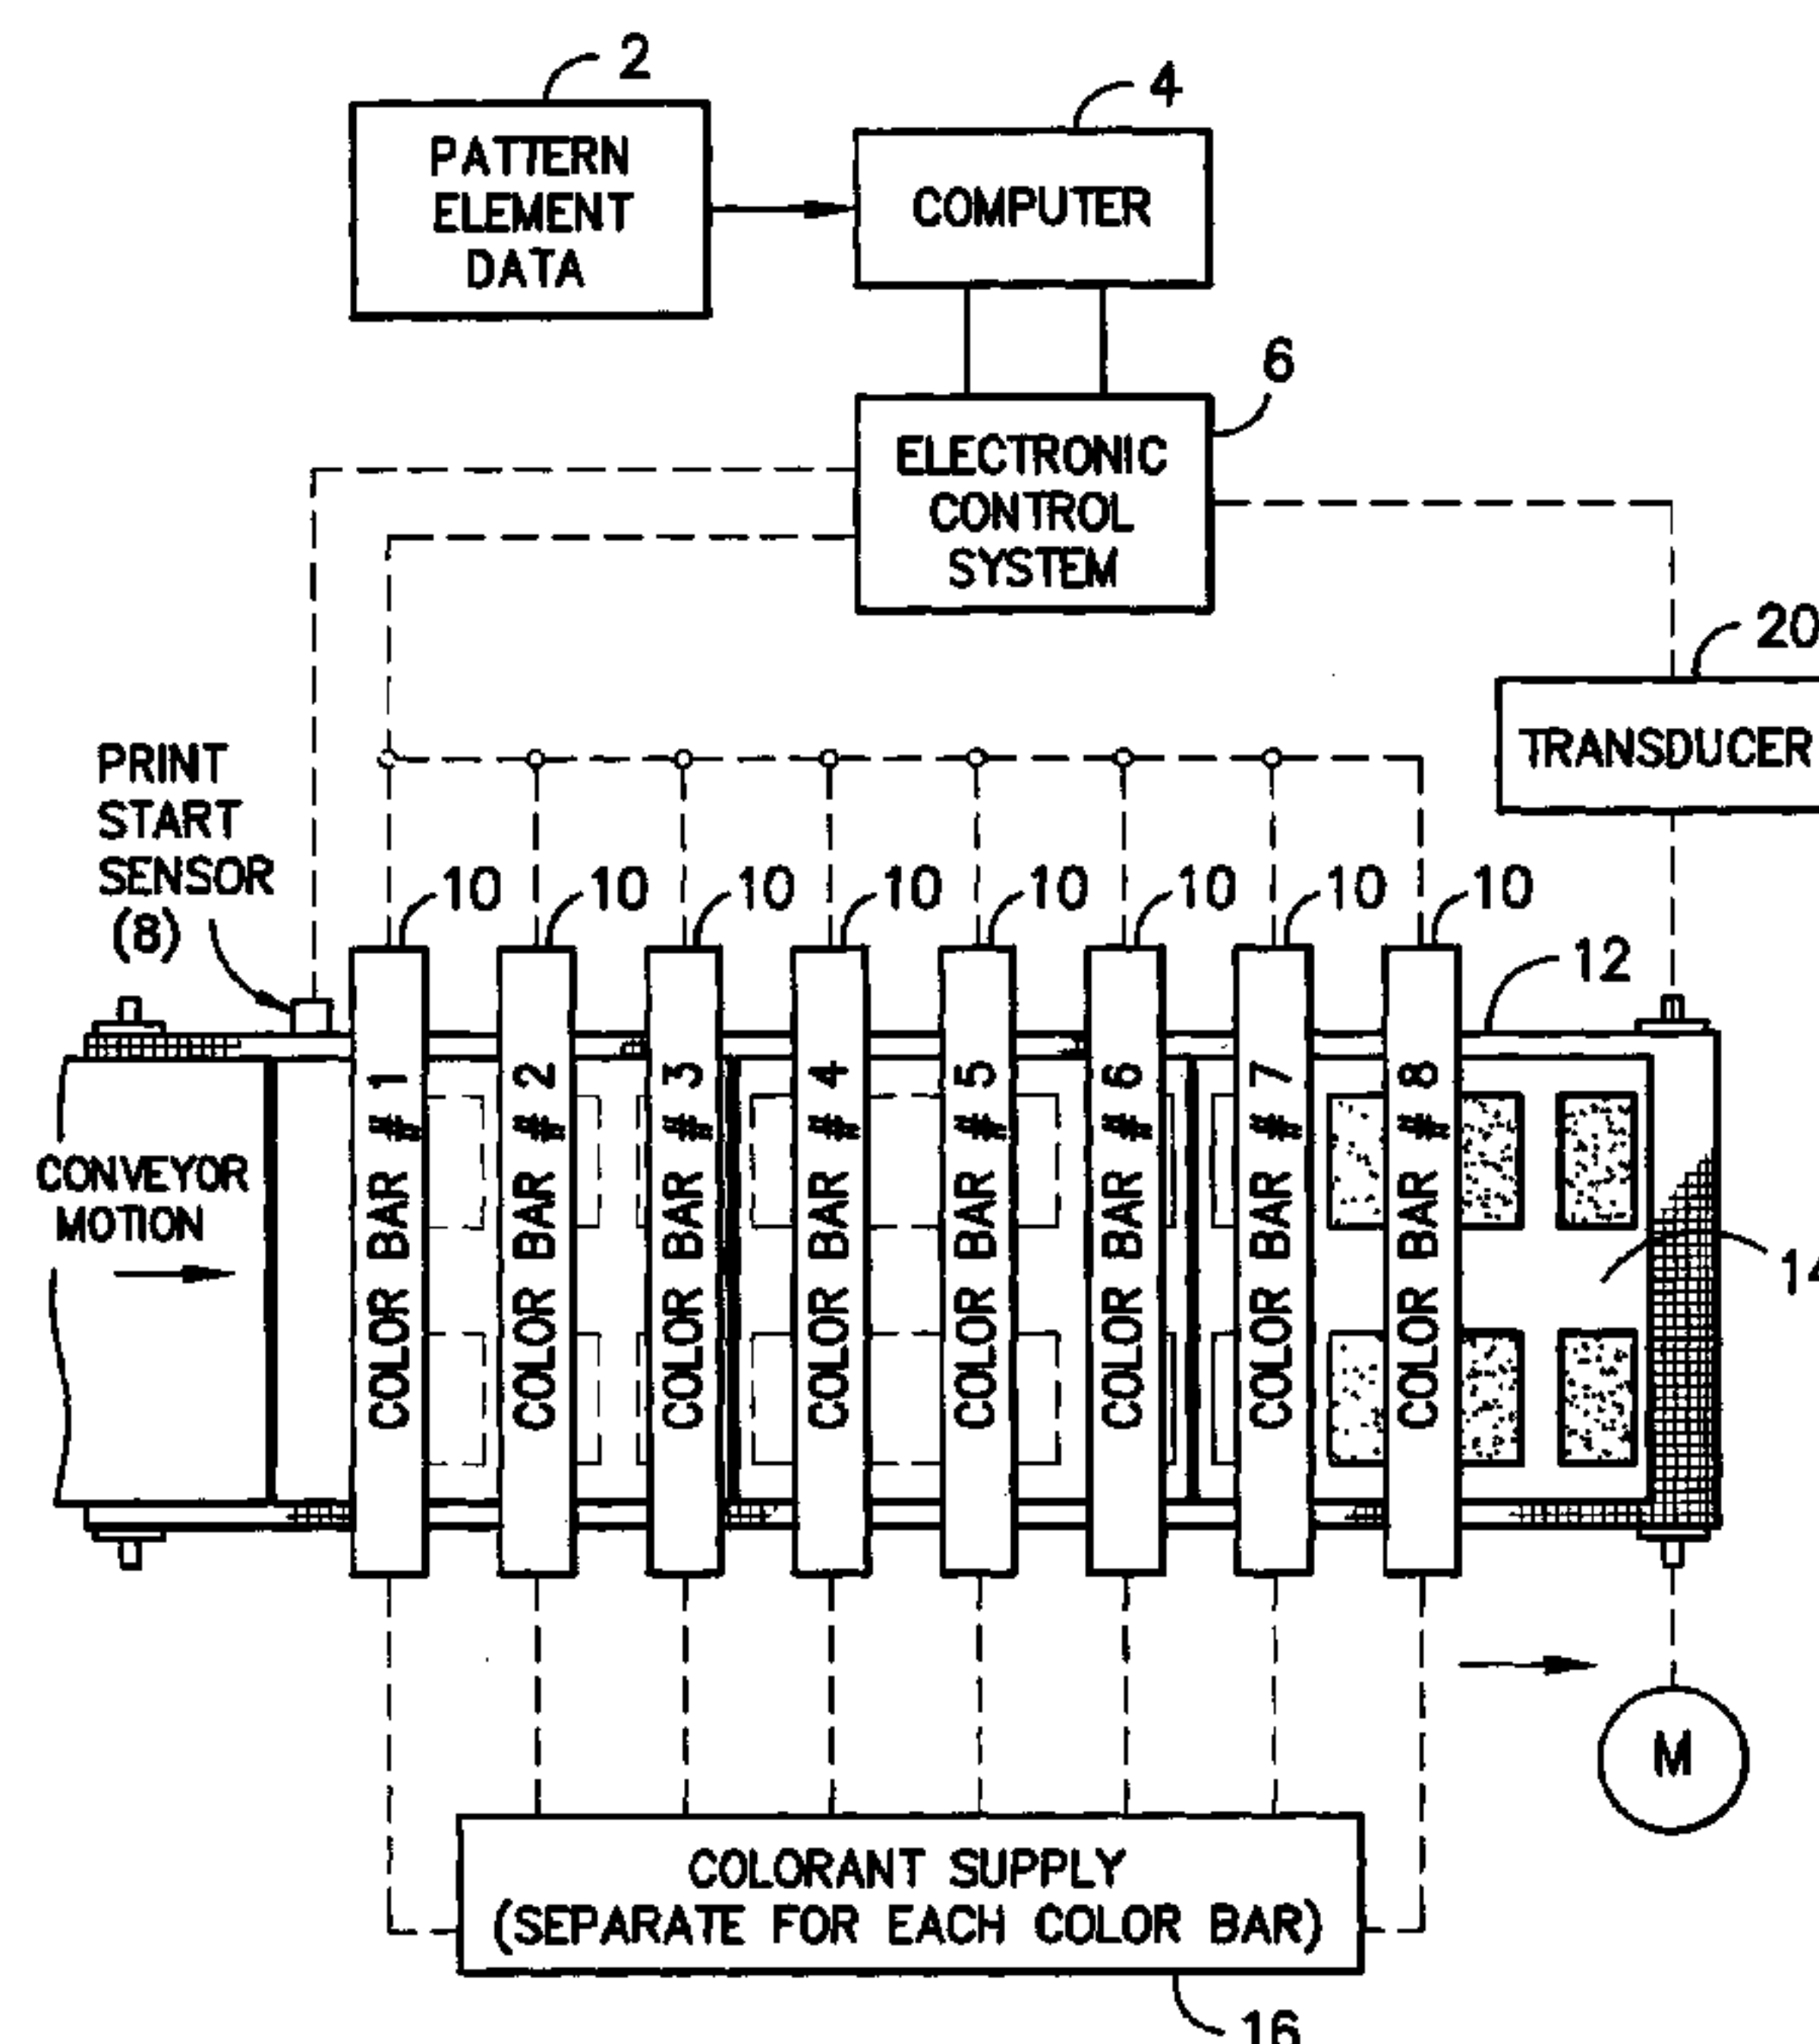 2
4
PATTERN
ELEMENT
DATA
COMPUTER
6
ELECTRONIC
CONTROL
SYSTEM
20
TRANSDUCER
PRINT
START
SENSOR
(8)
10 10 10 10 10 10 10 10
12
COLOR BAR # 1
COLOR BAR # 2
COLOR BAR # 3
COLOR BAR # 4
COLOR BAR # 5
COLOR BAR # 6
COLOR BAR # 7
COLOR BAR # 8
CONVEYOR
MOTION
14
M
COLORANT SUPPLY
(SEPARATE FOR EACH COLOR BAR)
16